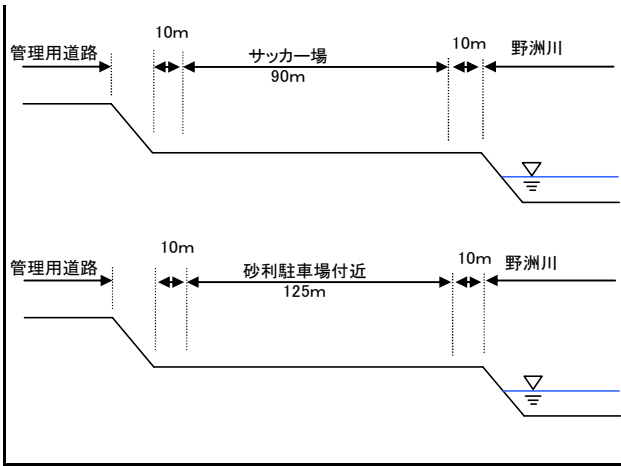 10m
10m
管理用道路
サッカー場
野洲川
90m
10m
10m
管理用道路
砂利駐車場付近
野洲川
125m